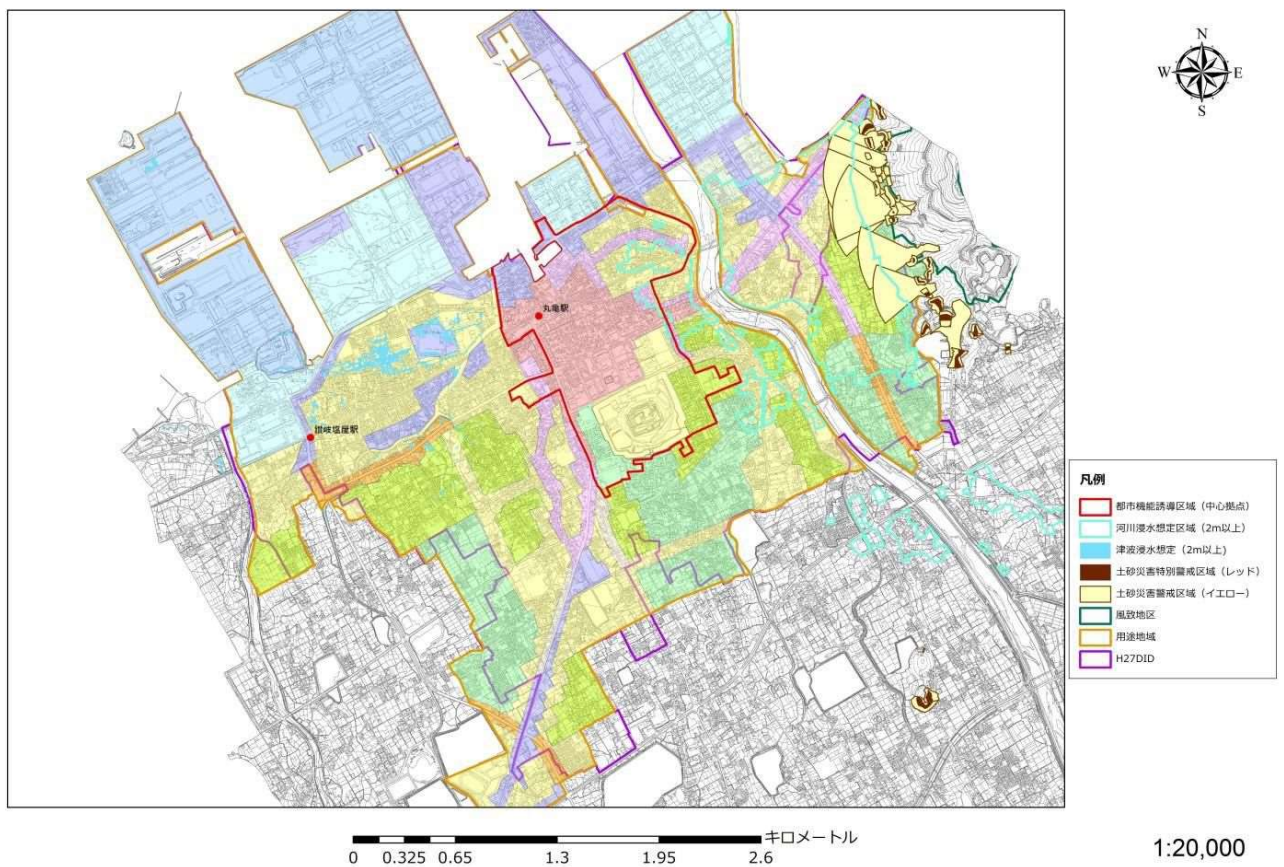 N
W
E
S
丸亀駅
讃岐塩屋駅
凡例
都市機能誘導区域（中心拠点）
河川浸水想定区域（2m以上）
津波浸水想定（2m以上）
土砂災害特別警戒区域（レッド）
土砂災害警戒区域（イエロー）
風致地区
用途地域
H27DID
キロメートル
0 0.325 0.65 1.3 1.95 2.6
1:20,000